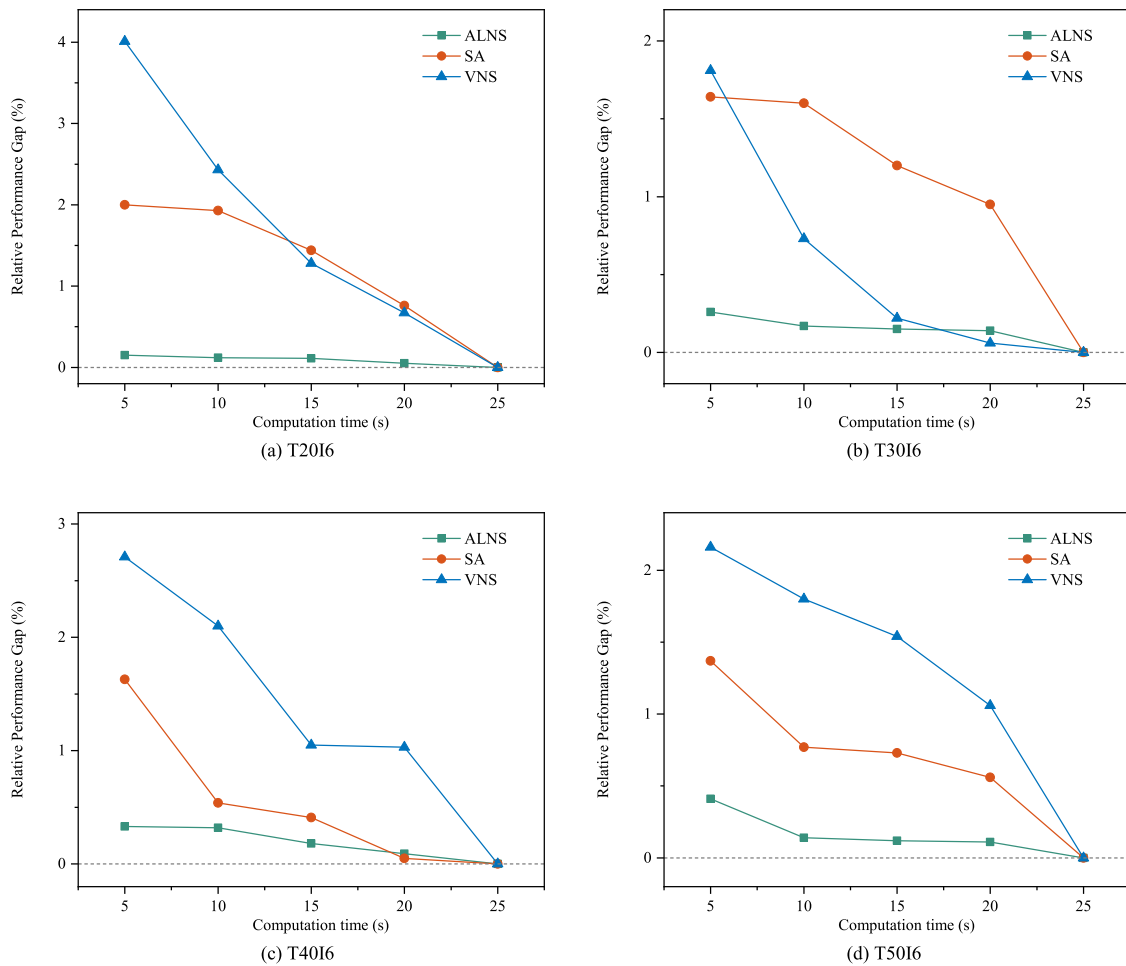 Relative Performance Gap (%)
4
3
2
1
0
ALNS
SA
VNS
5 10 15 20 25
Computation time (s)
(a) T20I6
Relative Performance Gap (%)
2
1
0
ALNS
SA
VNS
5 10 15 20 25
Computation time (s)
(b) T30I6
Relative Performance Gap (%)
3
2
1
0
ALNS
SA
VNS
5 10 15 20 25
Computation time (s)
(c) T40I6
Relative Performance Gap (%)
2
1
0
ALNS
SA
VNS
5 10 15 20 25
Computation time (s)
(d) T50I6